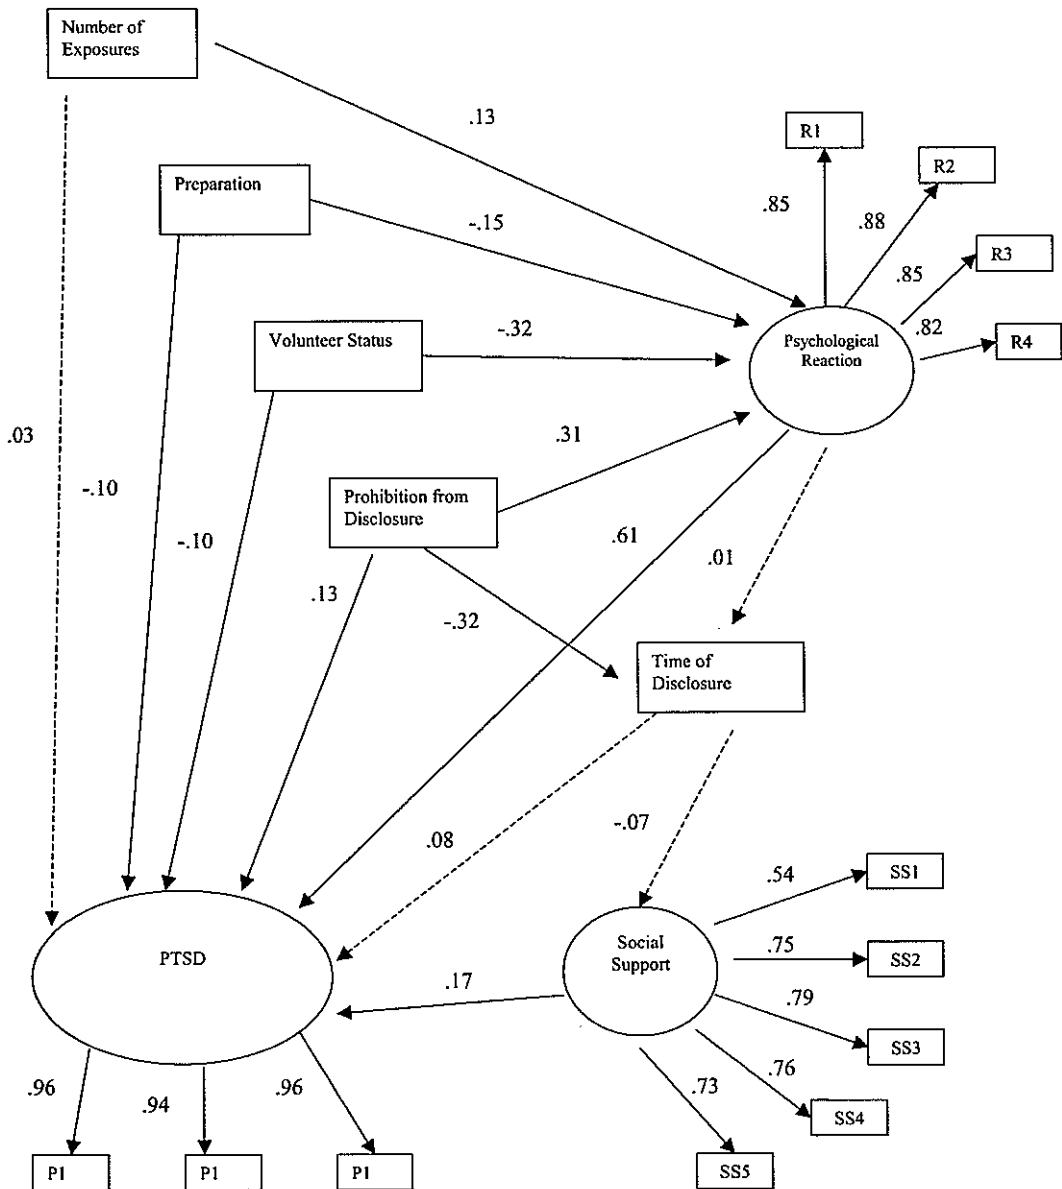 Number of
Exposures
.13
R1
Preparation
R2
-.15
.85
.88
R3
.85
Volunteer Status
-.32
Psychological
Reaction
.82
R4
.03
-.10
.31
Prohibition from
Disclosure
-.10
.61
.01
.13
-.32
Time of
Disclosure
.08
-.07
.54
SS1
PTSD
Social
Support
.75
SS2
.17
.79
SS3
.96
.94
.96
.73
.76
SS4
P1
P1
P1
SS5